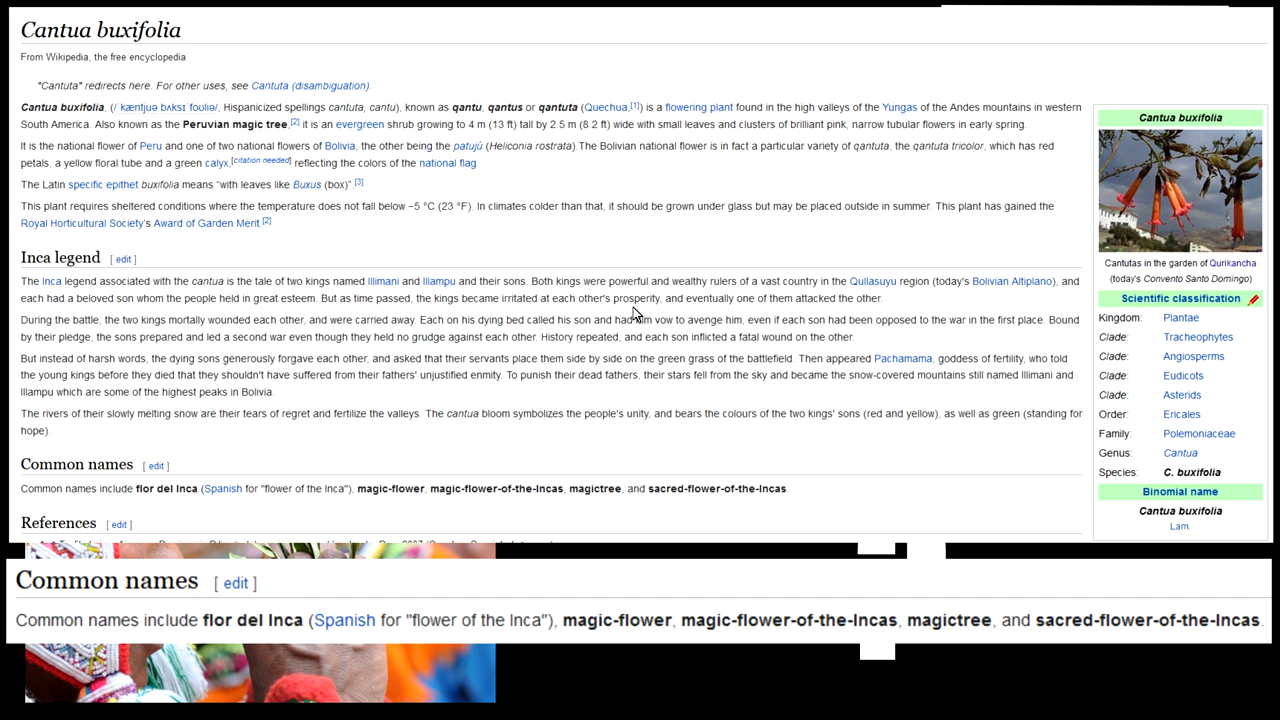 Cantua buxifolia
From Wikipedia, the free encyclopedia
"Cantuta" redirects here. For other uses, see Cantuta (disambiguation).
Cantua buxifolia, (/ˈkæntjuə bʌksɪˈfoʊliə/, Hispanicized spellings cantuta, cantu), known as qantu, qantus or qantuta (Quechua,[1]) is a flowering plant found in the high valleys of the Yungas of the Andes mountains in western
South America. Also known as the Peruvian magic tree,[2] it is an evergreen shrub growing to 4 m (13 ft) tall by 2.5 m (8.2 ft) wide with small leaves and clusters of brilliant pink, narrow tubular flowers in early spring.
It is the national flower of Peru and one of two national flowers of Bolivia, the other being the patujú (Heliconia rostrata).The Bolivian national flower is in fact a particular variety of qantuta, the qantuta tricolor, which has red
petals, a yellow floral tube and a green calyx,[citation needed] reflecting the colors of the national flag.
The Latin specific epithet buxifolia means "with leaves like Buxus (box)" [3]
This plant requires sheltered conditions where the temperature does not fall below −5 °C (23 °F). In climates colder than that, it should be grown under glass but may be placed outside in summer. This plant has gained the
Royal Horticultural Society's Award of Garden Merit.[2]
Inca legend [ edit ]
The Inca legend associated with the cantua is the tale of two kings named Illimani and Illampu and their sons. Both kings were powerful and wealthy rulers of a vast country in the Qullasuyu region (today's Bolivian Altiplano), and
each had a beloved son whom the people held in great esteem. But as time passed, the kings became irritated at each other's prosperity, and eventually one of them attacked the other.
During the battle, the two kings mortally wounded each other, and were carried away. Each on his dying bed called his son and had him vow to avenge him, even if each son had been opposed to the war in the first place. Bound
by their pledge, the sons prepared and led a second war even though they held no grudge against each other. History repeated, and each son inflicted a fatal wound on the other.
But instead of harsh words, the dying sons generously forgave each other, and asked that their servants place them side by side on the green grass of the battlefield. Then appeared Pachamama, goddess of fertility, who told
the young kings before they died that they shouldn't have suffered from their fathers' unjustified enmity. To punish their dead fathers, their stars fell from the sky and became the snow-covered mountains still named Illimani and
Illampu which are some of the highest peaks in Bolivia.
The rivers of their slowly melting snow are their tears of regret and fertilize the valleys. The cantua bloom symbolizes the people's unity, and bears the colours of the two kings' sons (red and yellow), as well as green (standing for
hope).
Common names [ edit ]
Common names include flor del Inca (Spanish for "flower of the Inca"), magic-flower, magic-flower-of-the-Incas, magictree, and sacred-flower-of-the-Incas.
References [ edit ]
Cantua buxifolia
Cantutas in the garden of Qurikancha
(today's Convento Santo Domingo)
Scientific classification
Kingdom: Plantae
Clade: Tracheophytes
Clade: Angiosperms
Clade: Eudicots
Clade: Asterids
Order: Ericales
Family: Polemoniaceae
Genus: Cantua
Species: C. buxifolia
Binomial name
Cantua buxifolia
Lam.
Common names [ edit ]
Common names include flor del Inca (Spanish for "flower of the Inca"), magic-flower, magic-flower-of-the-Incas, magictree, and sacred-flower-of-the-Incas.